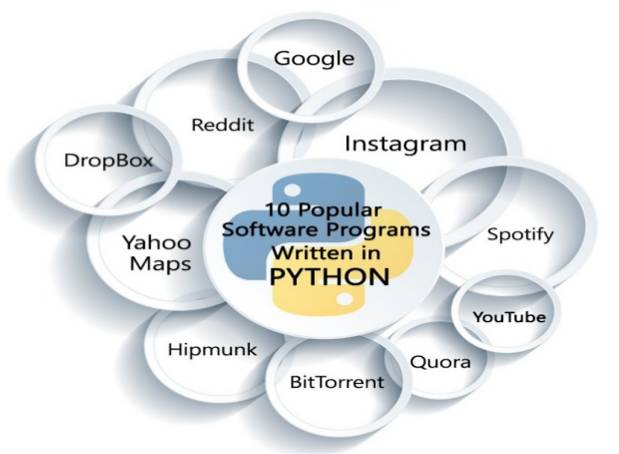 Google
Reddit
Instagram
DropBox
10 Popular
Software Programs
Written in
PYTHON
Yahoo
Maps
Spotify
YouTube
Hipmunk
Quora
BitTorrent